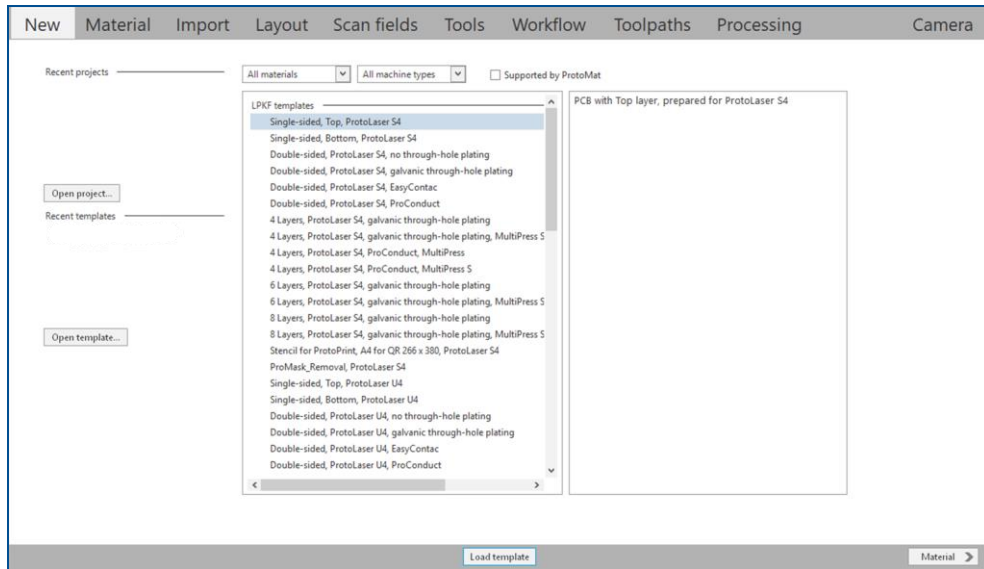 New Material Import Layout Scan fields Tools Workflow Toolpaths Processing Camera
Recent projects
All materials
All machine types
Supported by ProtoMat
LPKF templates
Single-sided, Top, ProtoLaser S4
Single-sided, Bottom, ProtoLaser S4
Double-sided, ProtoLaser S4, no through-hole plating
Double-sided, ProtoLaser S4, galvanic through-hole plating
Double-sided, ProtoLaser S4, EasyContac
Double-sided, ProtoLaser S4, ProConduct
4 Layers, ProtoLaser S4, galvanic through-hole plating
4 Layers, ProtoLaser S4, galvanic through-hole plating, MultiPress S
4 Layers, ProtoLaser S4, ProConduct, MultiPress
4 Layers, ProtoLaser S4, ProConduct, MultiPress S
6 Layers, ProtoLaser S4, galvanic through-hole plating
6 Layers, ProtoLaser S4, galvanic through-hole plating, MultiPress S
8 Layers, ProtoLaser S4, galvanic through-hole plating
8 Layers, ProtoLaser S4, galvanic through-hole plating, MultiPress S
Stencil for ProtoPrint, A4 for QR 266 x 380, ProtoLaser S4
ProMask_Removal, ProtoLaser S4
Single-sided, Top, ProtoLaser U4
Single-sided, Bottom, ProtoLaser U4
Double-sided, ProtoLaser U4, no through-hole plating
Double-sided, ProtoLaser U4, galvanic through-hole plating
Double-sided, ProtoLaser U4, EasyContac
Double-sided, ProtoLaser U4, ProConduct
PCB with Top layer, prepared for ProtoLaser S4
Open project...
Recent templates
Open template...
Load template
Material